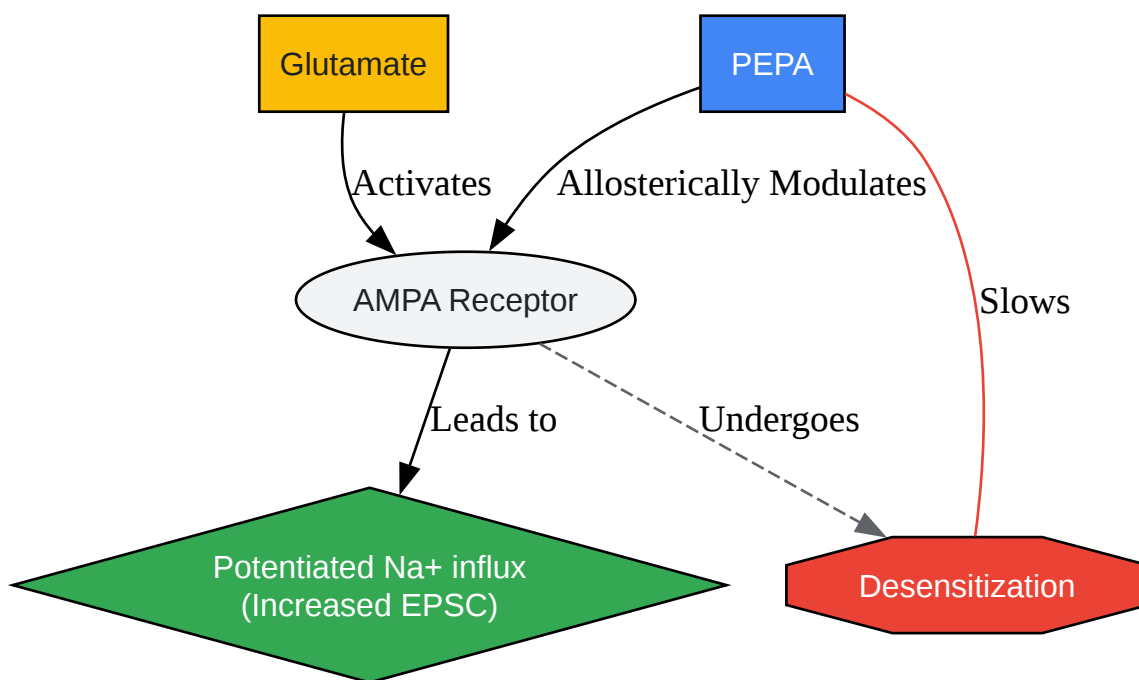 Glutamate
PEPA
Activates
Allosterically Modulates
AMPA Receptor
Slows
Leads to
Undergoes
Potentiated Na+ influx
(Increased EPSC)
Desensitization